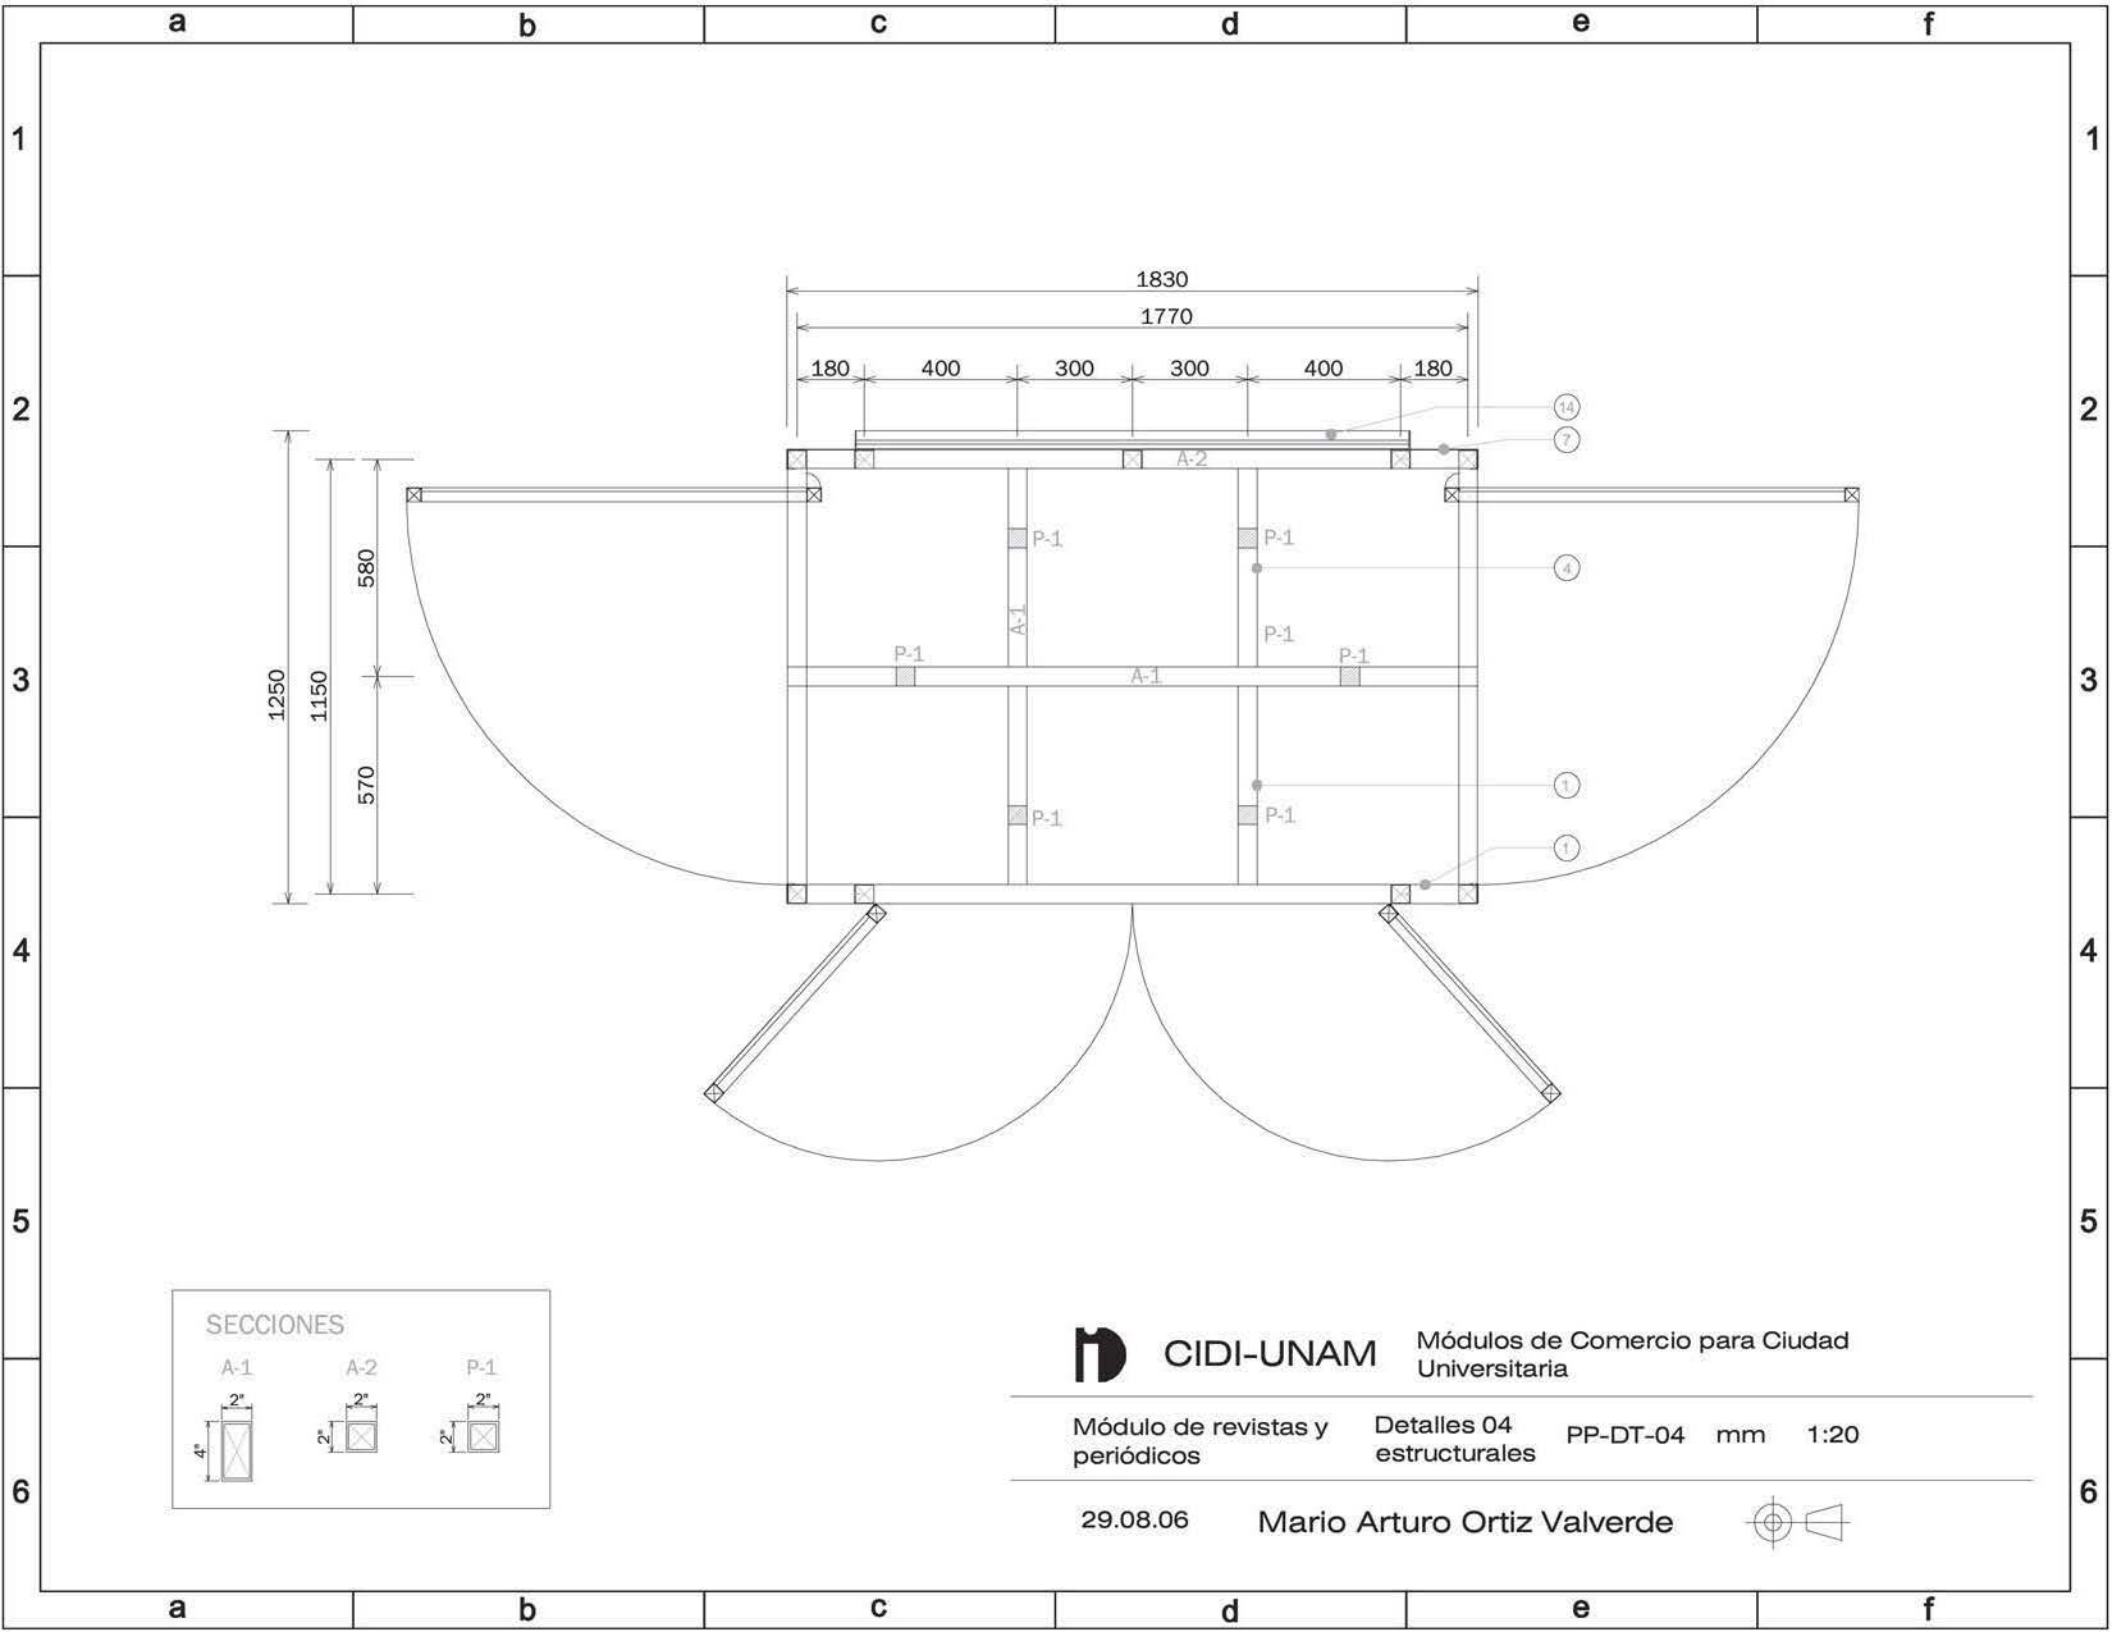 a b c d e f
1 1
1830
1770
180 400 300 300 400 180
2 2
14
7
A-2
P-1 P-1
580
4
A-1
P-1
P-1 P-1
A-1
3 3
1250
1150
570
1
P-1 P-1
1
4 4
5 5
SECCIONES
A-1 A-2 P-1
2" 2" 2"
4" 2" 2"
CIDI-UNAM
Módulos de Comercio para Ciudad
Universitaria
Módulo de revistas y
periódicos
Detalles 04
estructurales
PP-DT-04 mm 1:20
6 6
29.08.06 Mario Arturo Ortiz Valverde
a b c d e f